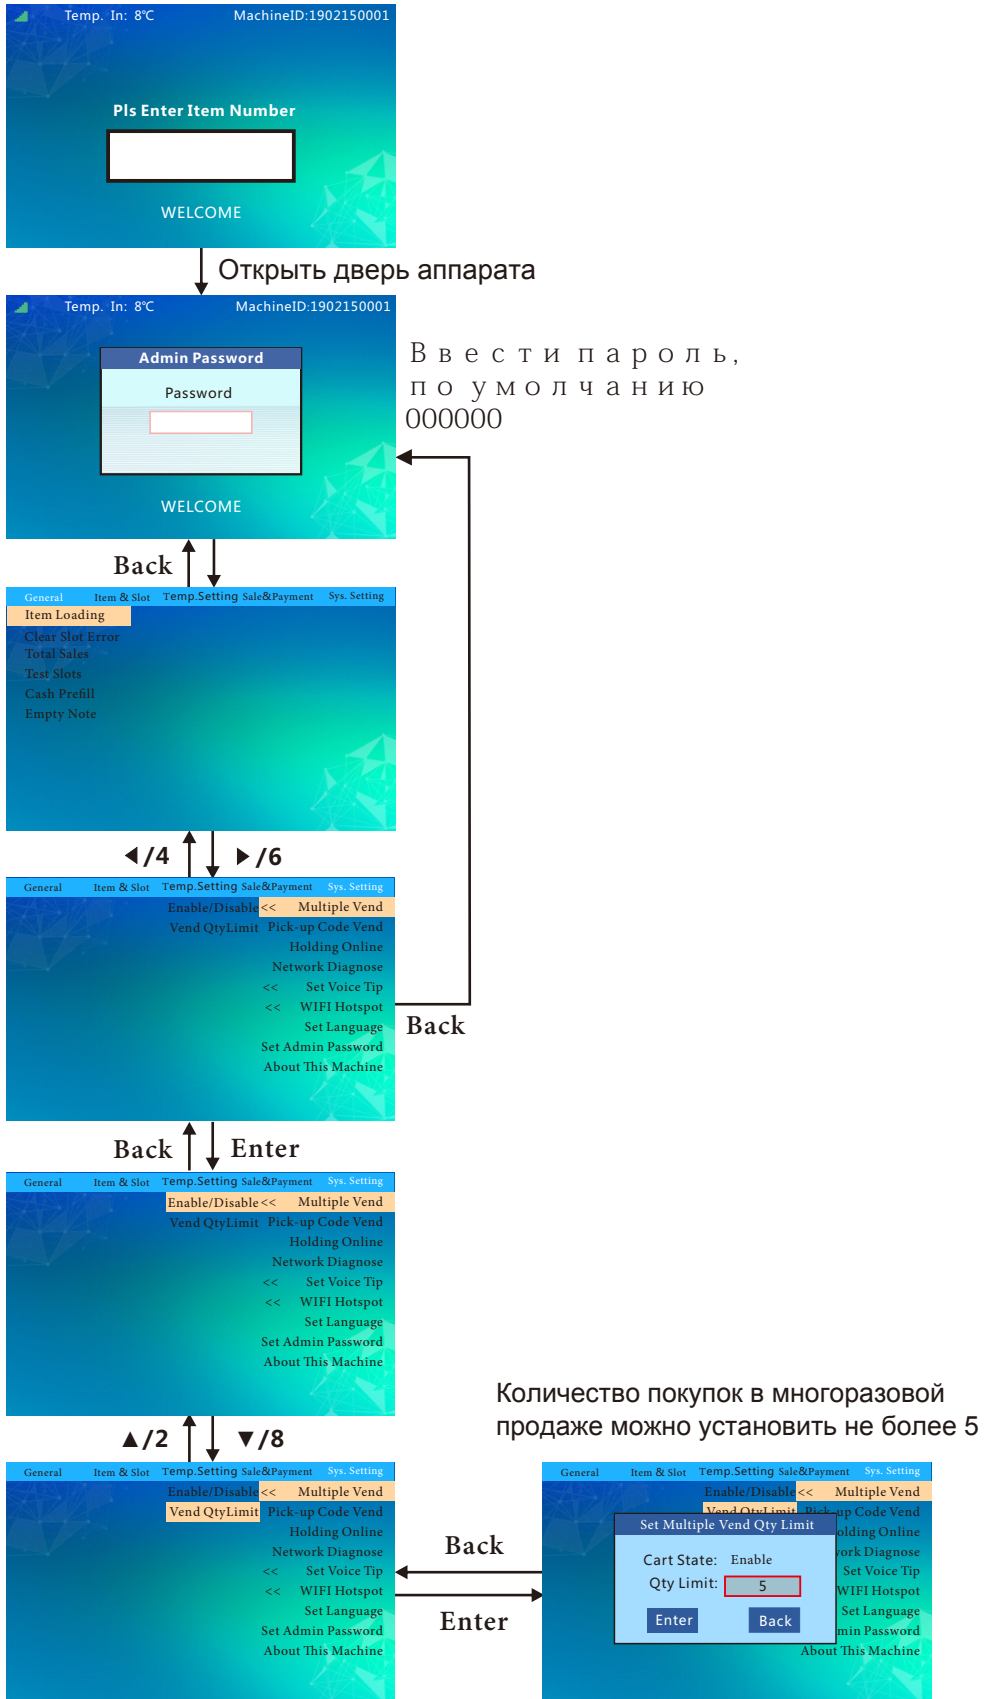 Temp. In: 8℃ MachineID:1902150001
Pls Enter Item Number
WELCOME
Открыть дверь аппарата
Temp. In: 8℃ MachineID:1902150001
Admin Password
Password
WELCOME
Ввести пароль,
по умолчанию
000000
Back
General Item & Slot Temp.Setting Sale&Payment Sys. Setting
Item Loading
Clear Slot Error
Total Sales
Test Slots
Cash Prefill
Empty Note
◀/4 ▶/6
General Item & Slot Temp.Setting Sale&Payment Sys. Setting
Enable/Disable << Multiple Vend
Vend QtyLimit Pick-up Code Vend
Holding Online
Network Diagnose
<< Set Voice Tip
<< WIFI Hotspot
Set Language
Set Admin Password
About This Machine
Back
Back Enter
General Item & Slot Temp.Setting Sale&Payment Sys. Setting
Enable/Disable << Multiple Vend
Vend QtyLimit Pick-up Code Vend
Holding Online
Network Diagnose
<< Set Voice Tip
<< WIFI Hotspot
Set Language
Set Admin Password
About This Machine
▲/2 ▼/8
Количество покупок в многоразовой
продаже можно установить не более 5
General Item & Slot Temp.Setting Sale&Payment Sys. Setting
Enable/Disable << Multiple Vend
Vend QtyLimit Pick-up Code Vend
Holding Online
Network Diagnose
<< Set Voice Tip
<< WIFI Hotspot
Set Language
Set Admin Password
About This Machine
Back
Enter
General Item & Slot Temp.Setting Sale&Payment Sys. Setting
Enable/Disable << Multiple Vend
Vend QtyLimit Pick-up Code Vend
Set Multiple Vend Qty Limit olding Online
ork Diagnose
Cart State: Enable
Set Voice Tip
Qty Limit: 5 WIFI Hotspot
Set Language
Enter Back min Password
About This Machine